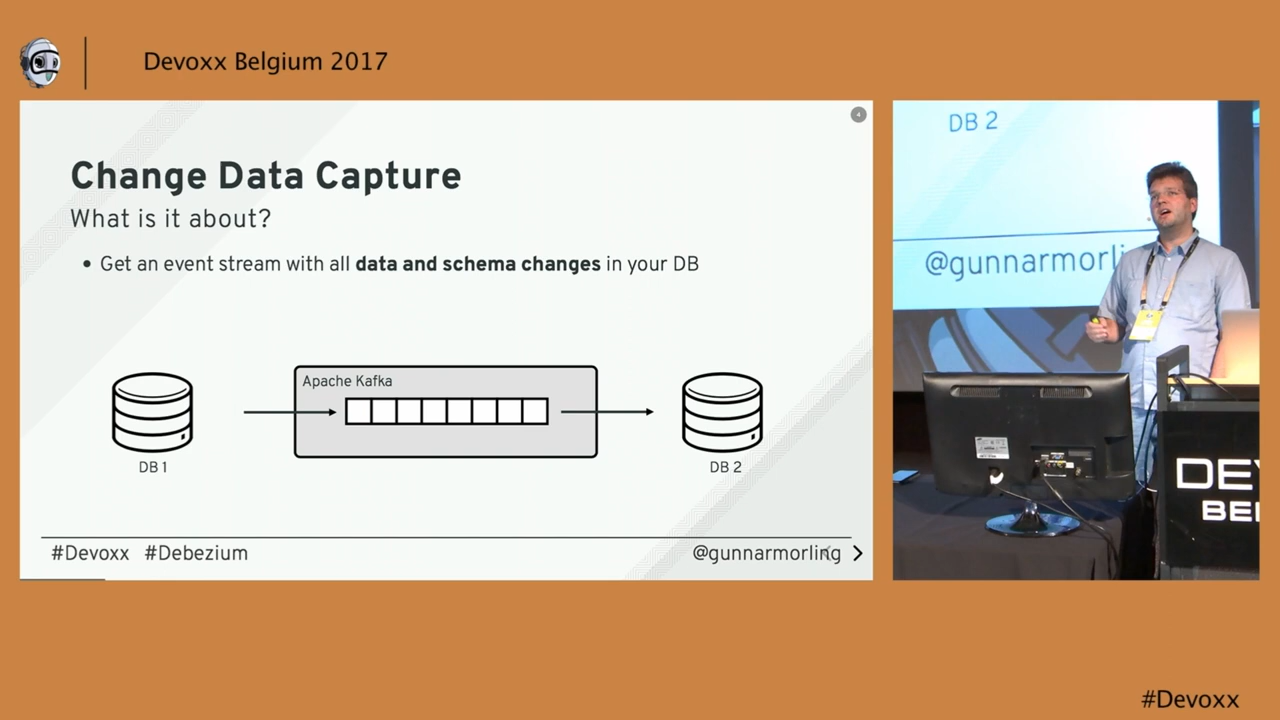 Devoxx Belgium 2017
4
Change Data Capture
What is it about?
• Get an event stream with all data and schema changes in your DB
Apache Kafka
DB 1
DB 2
#Devoxx #Debezium
@gunnarmorling
DB 2
@gunnarmorli
DEV
BEL
#Devoxx